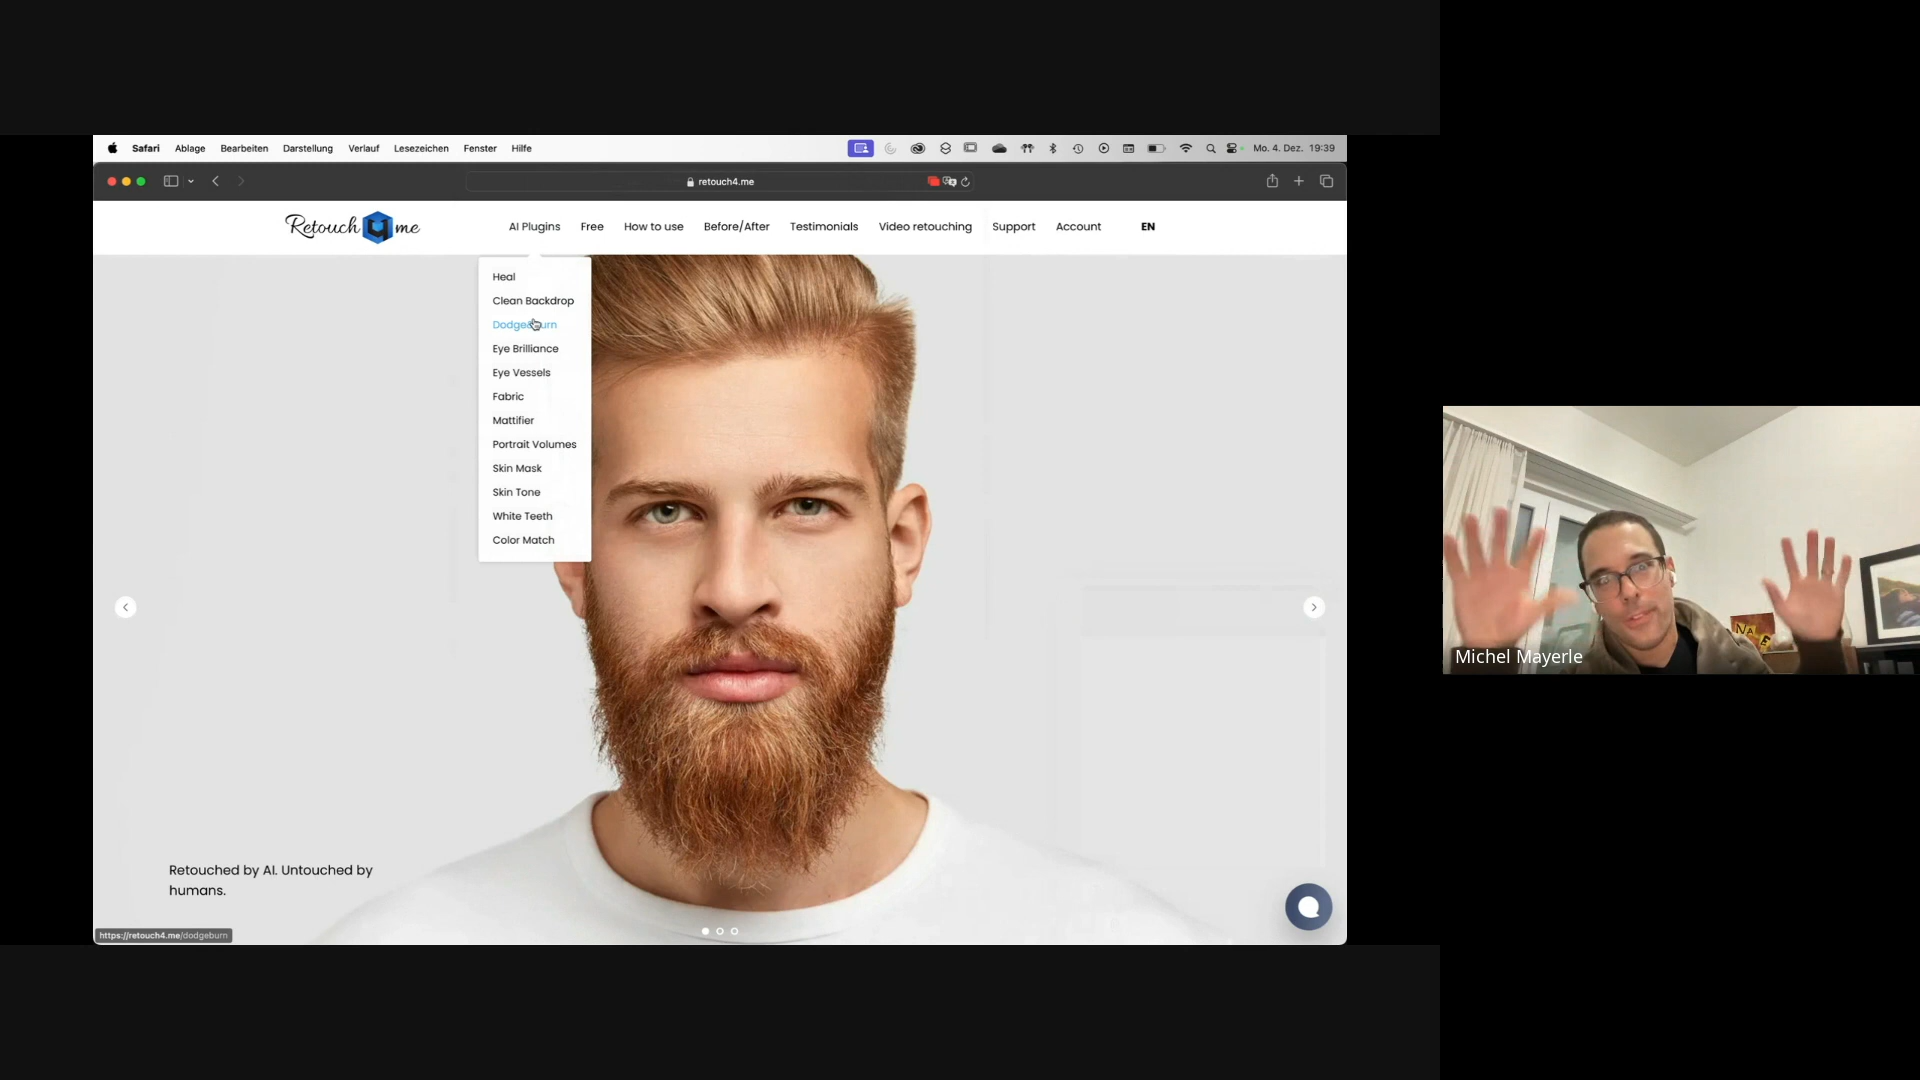 Safari Ablage Bearbeiten Darstellung Verlauf Lesezeichen Fenster Hilfe Mo. 4. Dez. 19:39
retouch4.me
Retouch4me AI Plugins Free How to use Before/After Testimonials Video retouching Support Account EN
Heal
Clean Backdrop
Dodge&Burn
Eye Brilliance
Eye Vessels
Fabric
Mattifier
Portrait Volumes
Skin Mask
Skin Tone
White Teeth
Color Match
Michel Mayerle
Retouched by AI. Untouched by
humans.
https://retouch4.me/dodgeburn